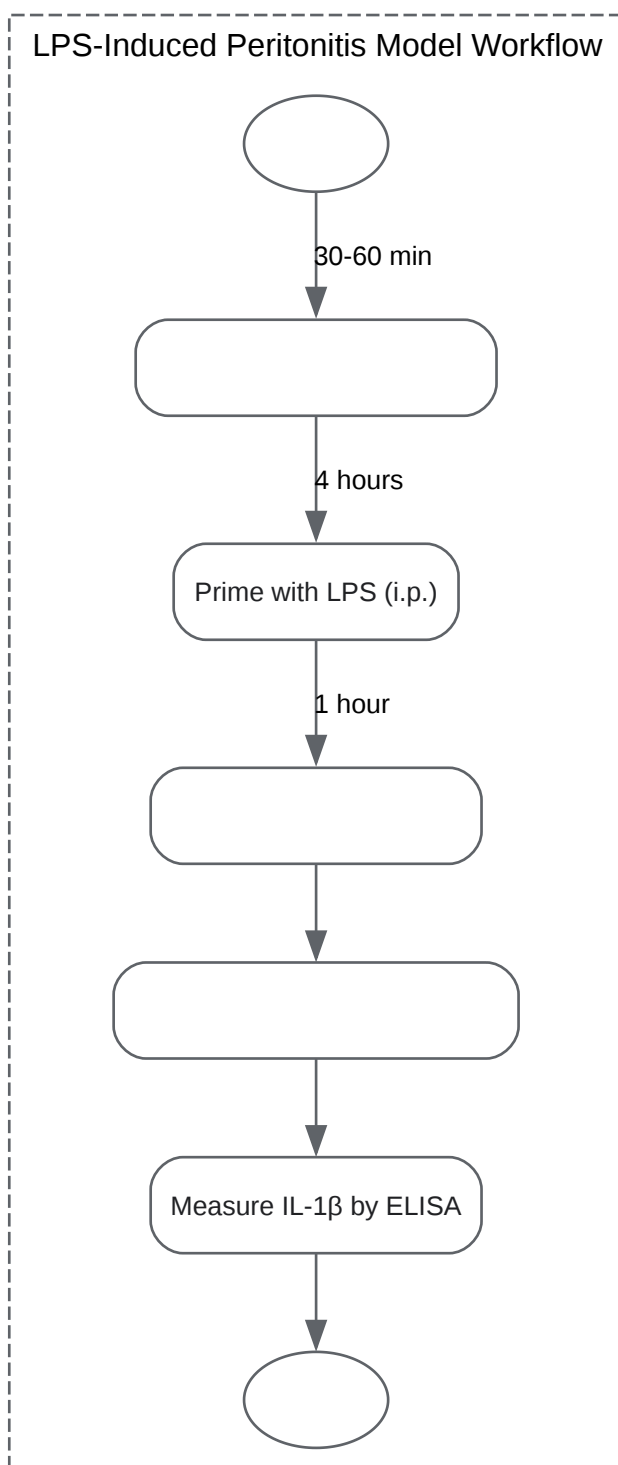 LPS-Induced Peritonitis Model Workflow
30-60 min
4 hours
Prime with LPS (i.p.)
1 hour
Measure IL-1β by ELISA